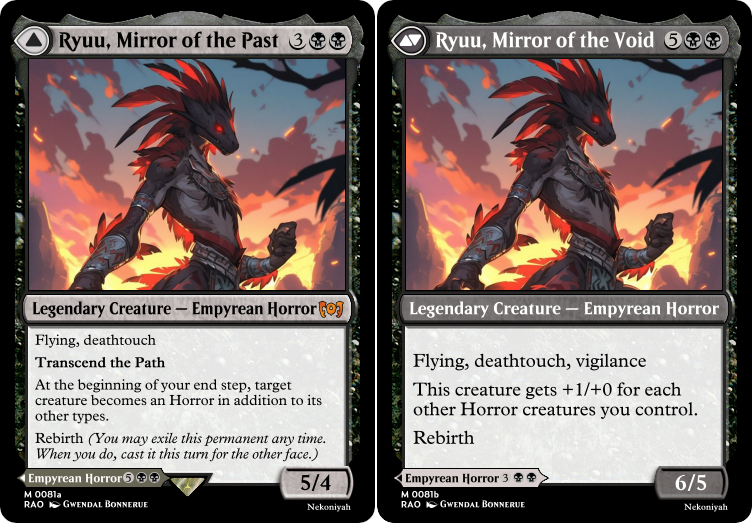 Ryuu, Mirror of the Past 3
Legendary Creature — Empyrean Horror
Flying, deathtouch
Transcend the Path
At the beginning of your end step, target
creature becomes an Horror in addition to its
other types.
Rebirth (You may exile this permanent any time.
When you do, cast it this turn for the other face.)
Empyrean Horror 5
5/4
M 0081a
RAO Gwendal Bonnerue
Nekoniyah
Ryuu, Mirror of the Void 5
Legendary Creature — Empyrean Horror
Flying, deathtouch, vigilance
This creature gets +1/+0 for each
other Horror creatures you control.
Rebirth
Empyrean Horror 3
6/5
M 0081b
RAO Gwendal Bonnerue
Nekoniyah